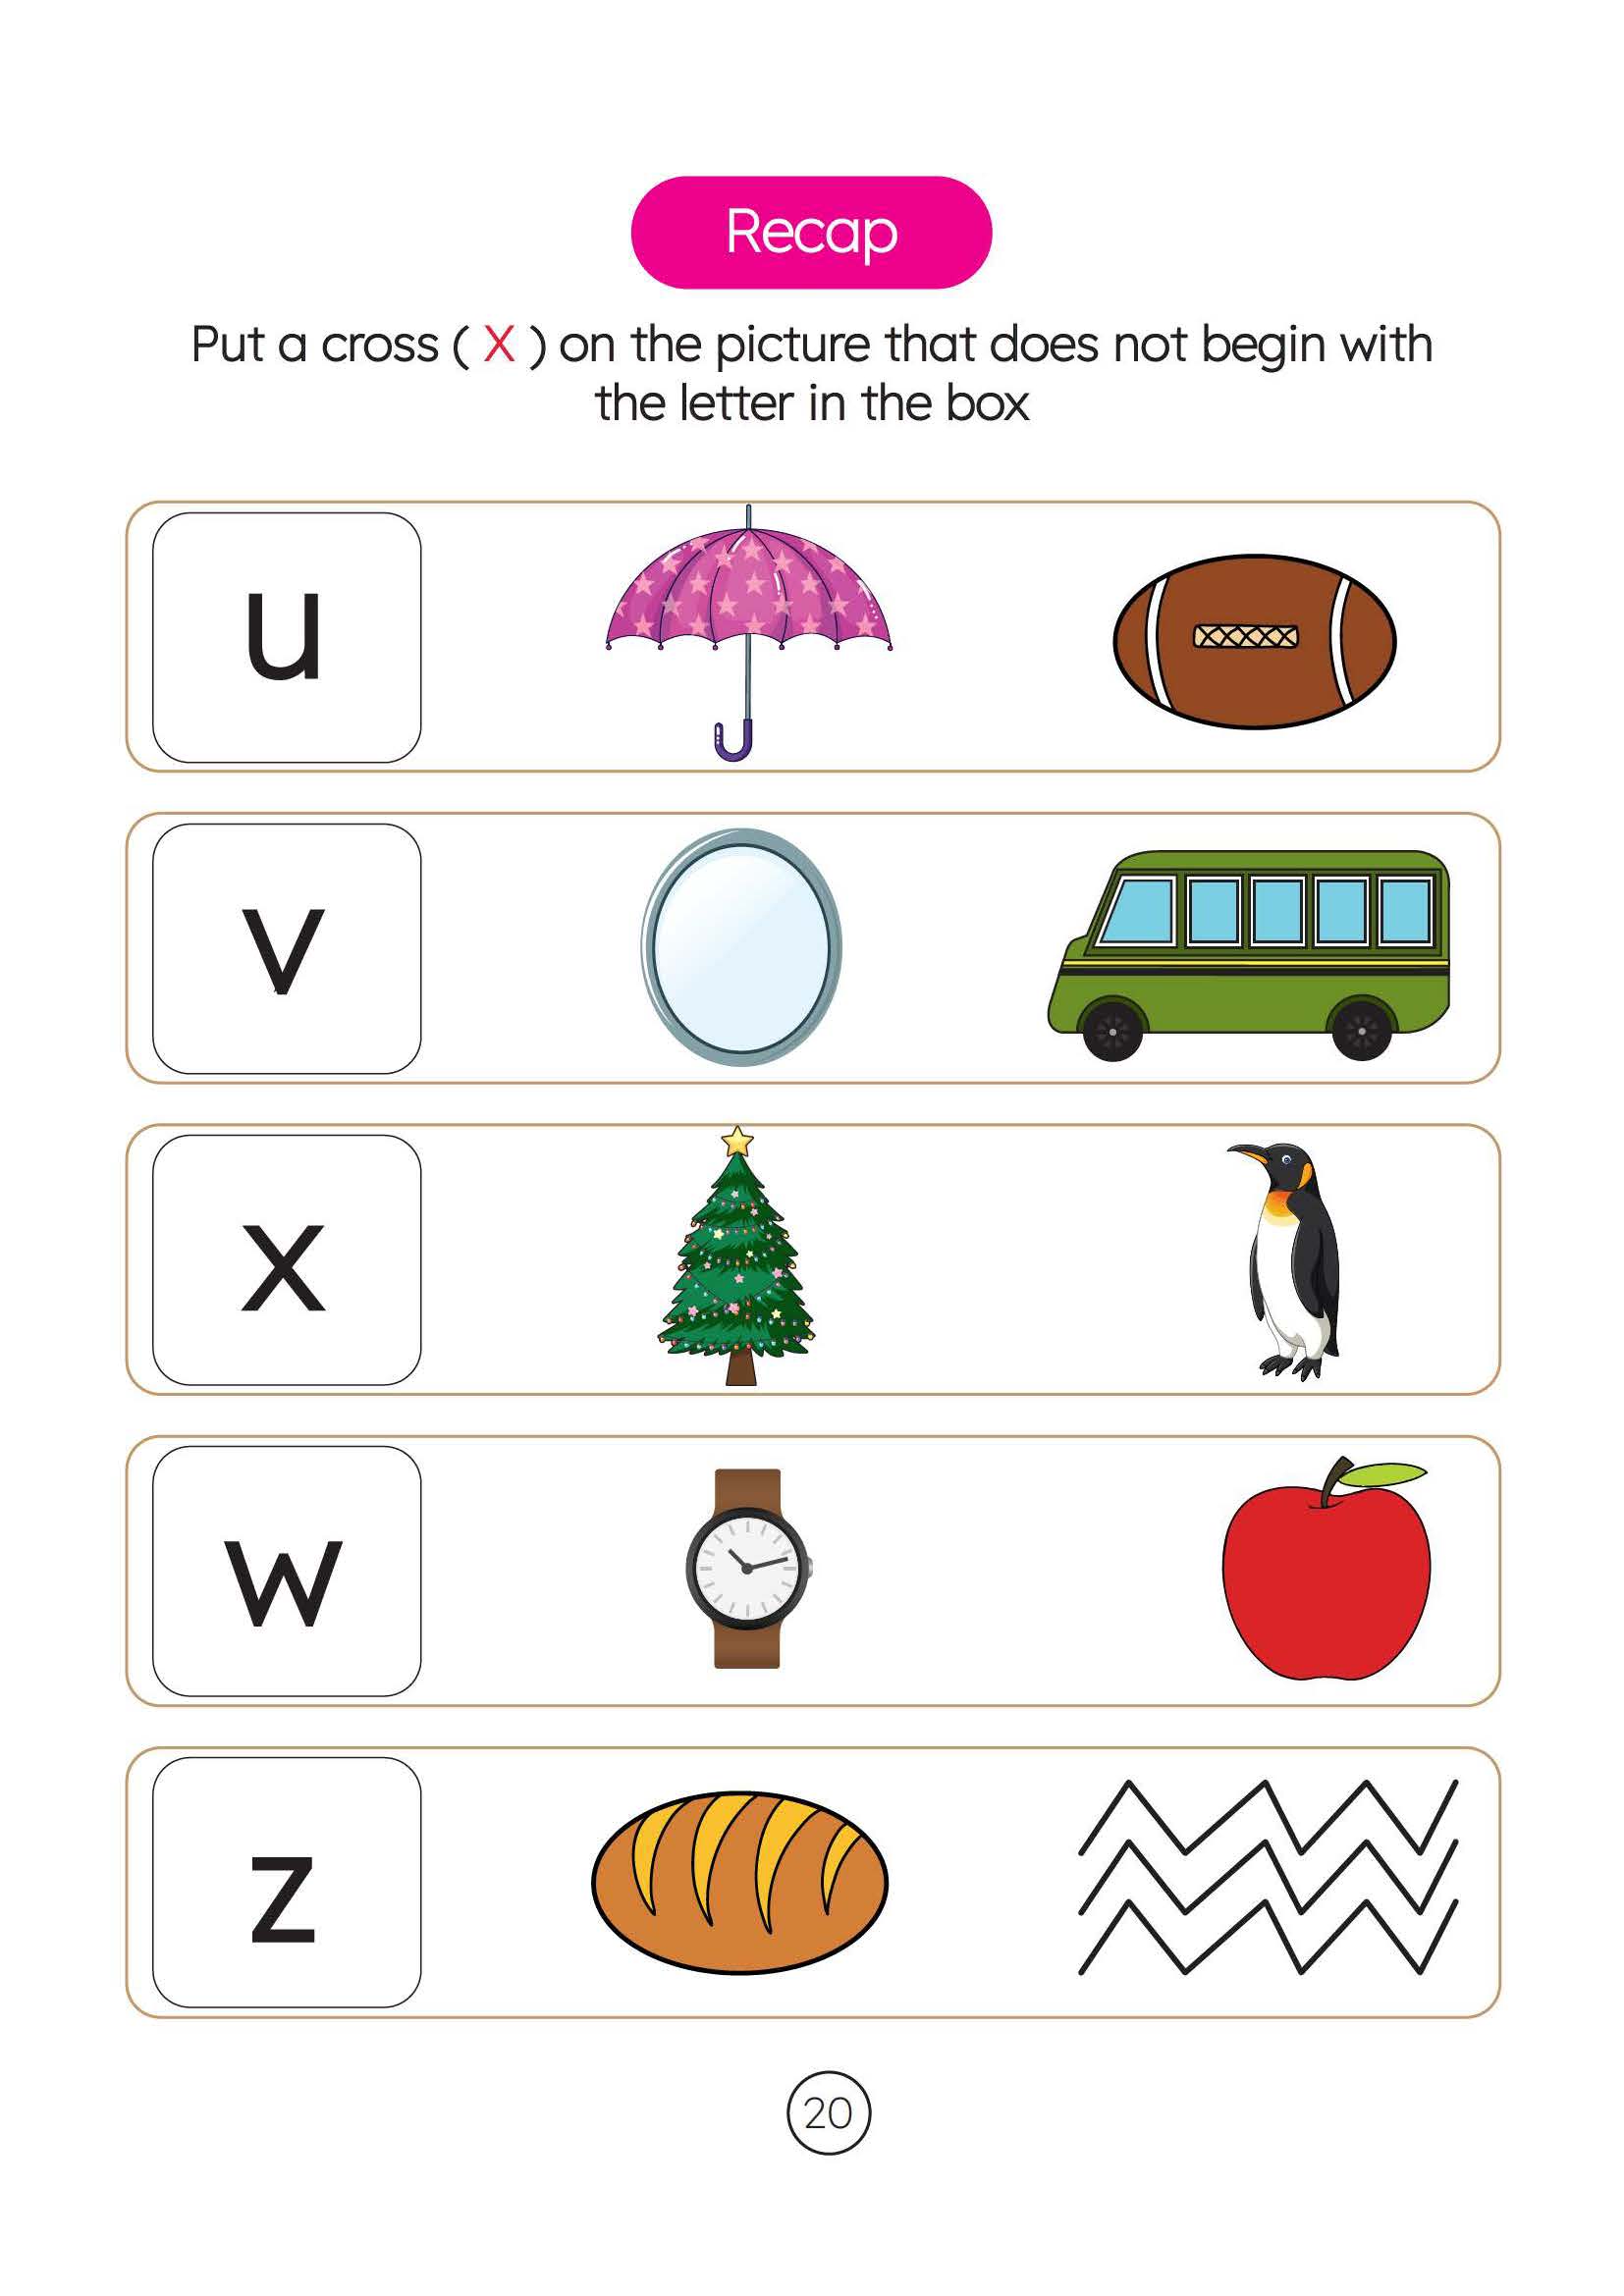 Recap
Put a cross ( X ) on the picture that does not begin with
the letter in the box
u
v
x
w
z
20